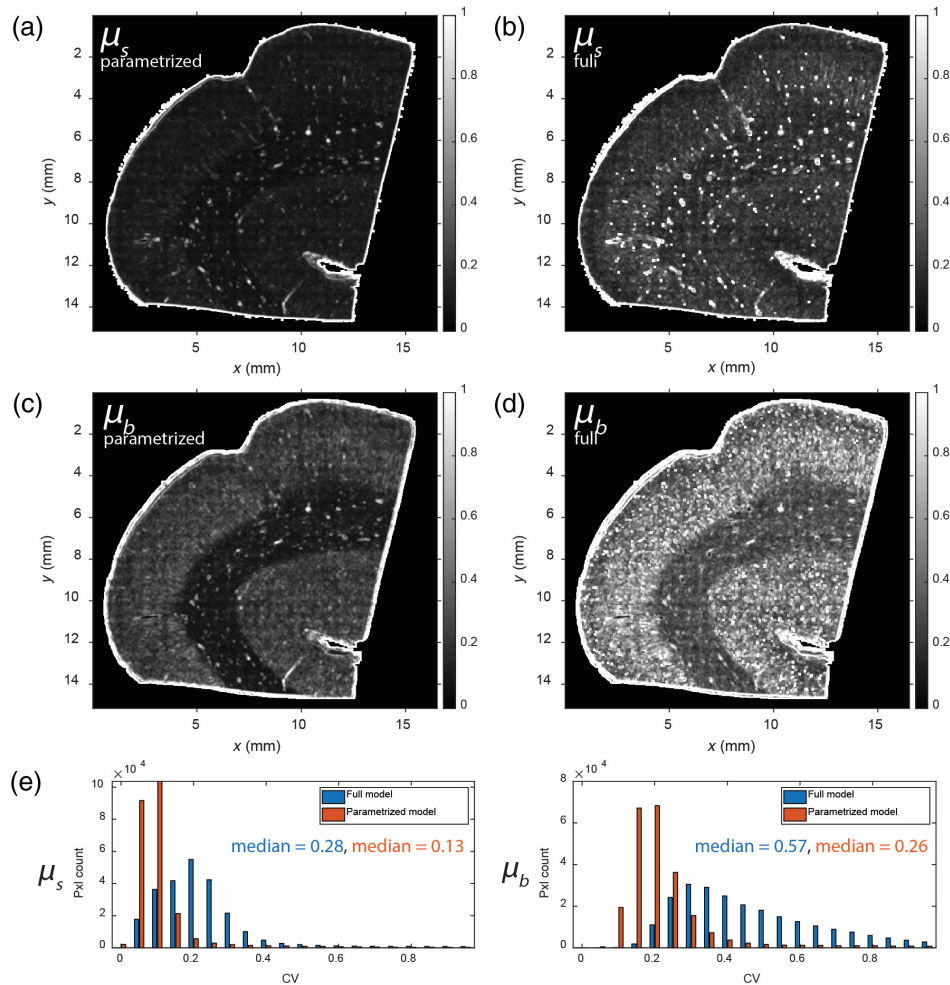 (a)
μs
parametrized
2
4
6
8
10
12
14
y (mm)
5
10
15
x (mm)
1
0.8
0.6
0.4
0.2
0
(b)
μs
full
2
4
6
8
10
12
14
y (mm)
5
10
15
x (mm)
1
0.8
0.6
0.4
0.2
0
(c)
μb
parametrized
2
4
6
8
10
12
14
y (mm)
5
10
15
x (mm)
1
0.8
0.6
0.4
0.2
0
(d)
μb
full
2
4
6
8
10
12
14
y (mm)
5
10
15
x (mm)
1
0.8
0.6
0.4
0.2
0
(e)
μs
× 10 4
10
8
6
4
2
0
Pxl count
Full model
Parametrized model
median = 0.28, median = 0.13
0
0.2
0.4
0.6
0.8
CV
μb
× 10 4
8
6
4
2
0
Pxl count
Full model
Parametrized model
median = 0.57, median = 0.26
0
0.2
0.4
0.6
0.8
CV